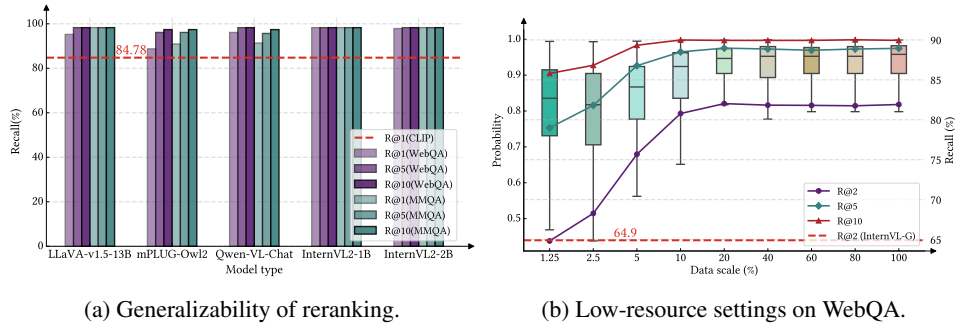 100
80
60
40
20
0
Recall(%)
84.78
R@1(CLIP)
R@1(WebQA)
R@5(WebQA)
R@10(WebQA)
R@1(MMQA)
R@5(MMQA)
R@10(MMQA)
LLaVA-v1.5-13B mPLUG-Owl2 Qwen-VL-Chat InternVL2-1B InternVL2-2B
Model type
(a) Generalizability of reranking.
1.0
0.9
0.8
0.7
0.6
0.5
Probability
90
85
80
75
70
65
Recall (%)
64.9
R@2
R@5
R@10
R@2 (InternVL-G)
1.25 2.5 5 10 20 40 60 80 100
Data scale (%)
(b) Low-resource settings on WebQA.